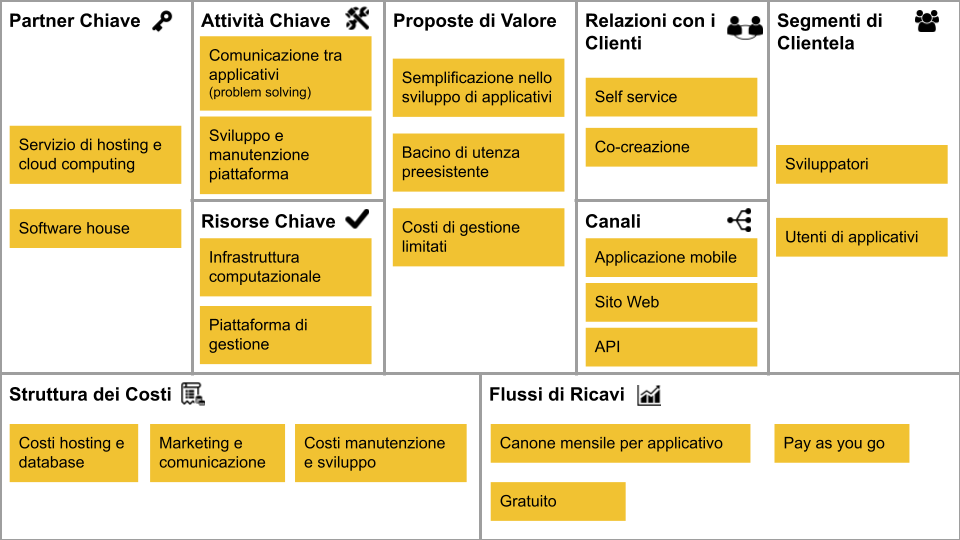 Partner Chiave
Servizio di hosting e
cloud computing
Software house
Attività Chiave
Comunicazione tra
applicativi
(problem solving)
Sviluppo e
manutenzione
piattaforma
Risorse Chiave
Infrastruttura
computazionale
Piattaforma di
gestione
Proposte di Valore
Semplificazione nello
sviluppo di applicativi
Bacino di utenza
preesistente
Costi di gestione
limitati
Relazioni con i
Clienti
Self service
Co-creazione
Canali
Applicazione mobile
Sito Web
API
Segmenti di
Clientela
Sviluppatori
Utenti di applicativi
Struttura dei Costi
Costi hosting e
database
Marketing e
comunicazione
Costi manutenzione
e sviluppo
Flussi di Ricavi
Canone mensile per applicativo
Pay as you go
Gratuito